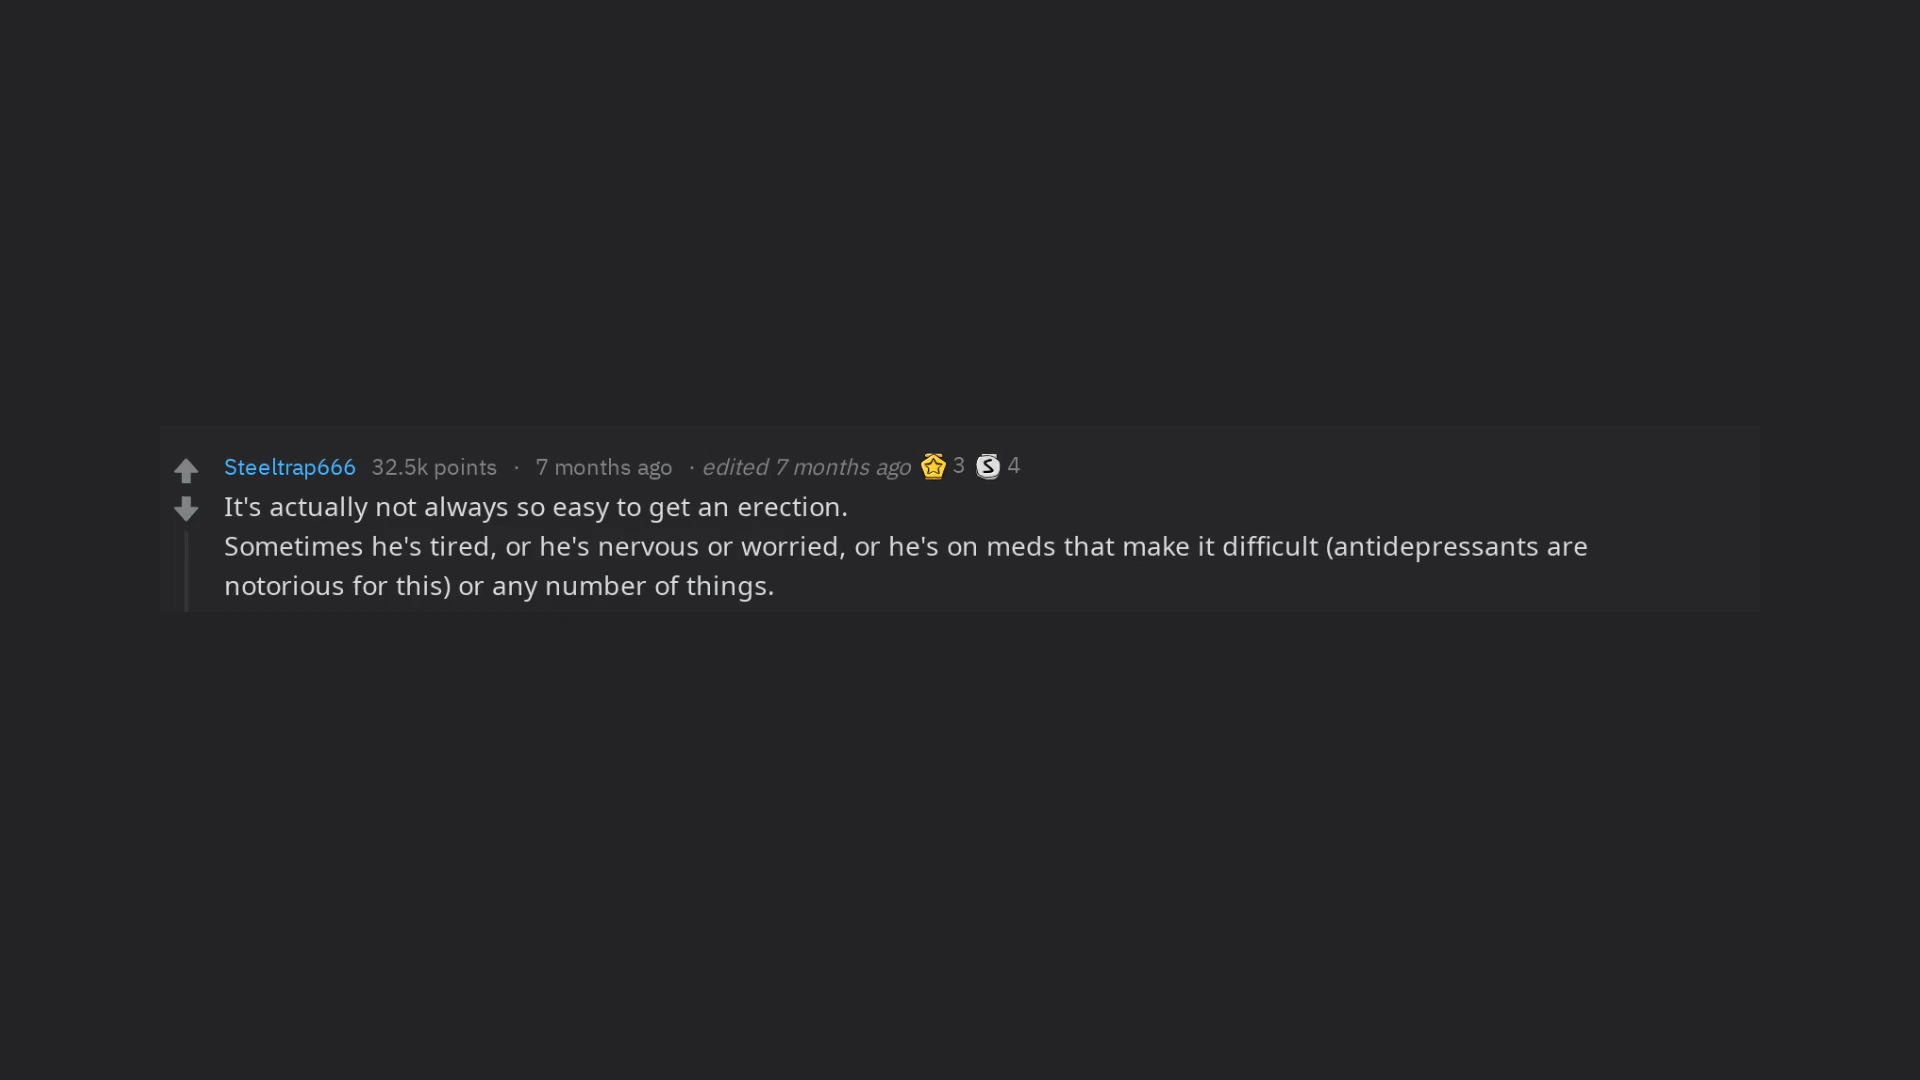 Steeltrap666 32.5k points · 7 months ago · edited 7 months ago 3 S 4
It's actually not always so easy to get an erection.
Sometimes he's tired, or he's nervous or worried, or he's on meds that make it difficult (antidepressants are
notorious for this) or any number of things.